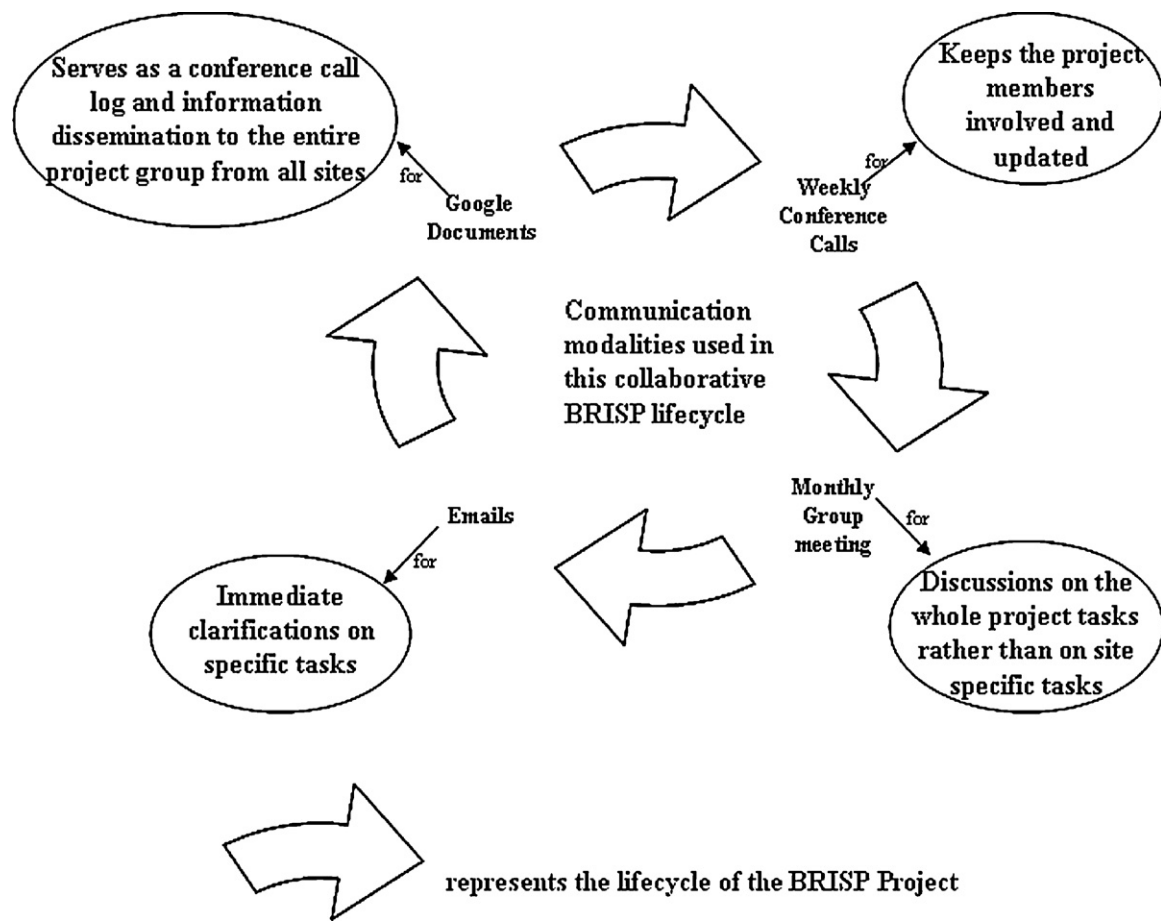 Serves as a conference call
log and information
dissemination to the entire
project group from all sites
for
Google
Documents
Keeps the project
members
involved and
updated
for
Weekly
Conference
Calls
Communication
modalities used in
this collaborative
BRISP lifecycle
Emails
for
Immediate
clarifications on
specific tasks
Monthly
Group
meeting
for
Discussions on the
whole project tasks
rather than on site
specific tasks
represents the lifecycle of the BRISP Project